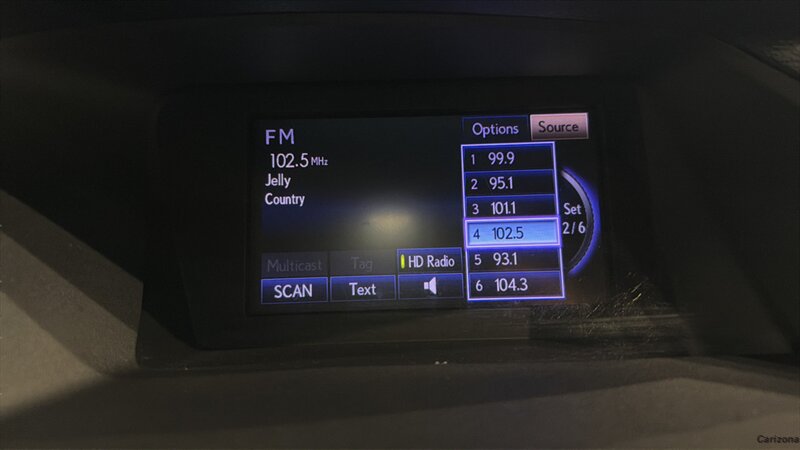 FM
102.5 MHz
Jelly
Country
Multicast Tag HD Radio
SCAN Text
Options Source
1 99.9
2 95.1
3 101.1
4 102.5
5 93.1
6 104.3
Set
2/6
Carizona